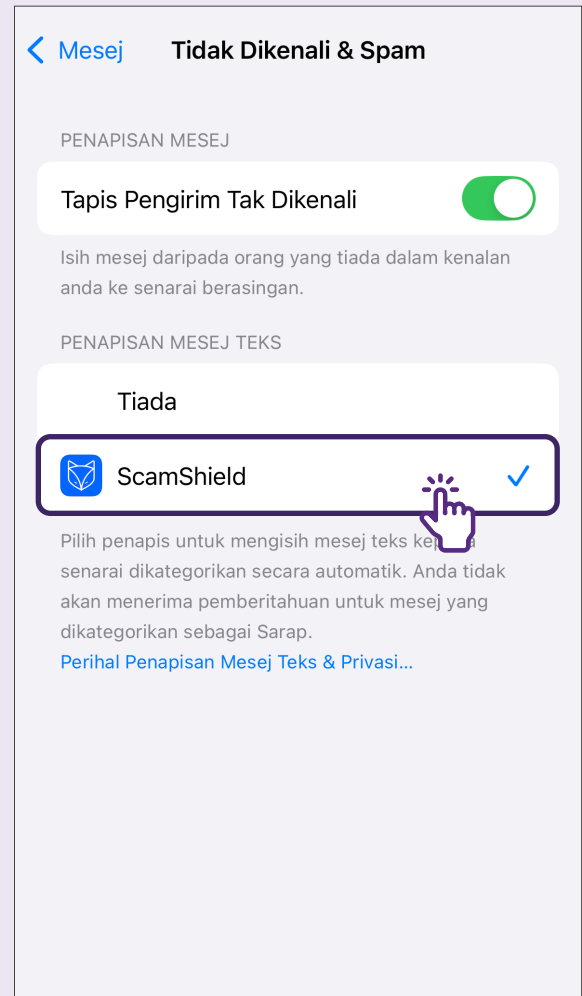 Mesej
Tidak Dikenali & Spam
PENAPISAN MESEJ
Tapis Pengirim Tak Dikenali
Isih mesej daripada orang yang tiada dalam kenalan
anda ke senarai berasingan.
PENAPISAN MESEJ TEKS
Tiada
ScamShield
Pilih penapis untuk mengisih mesej teks
senarai dikategorikan secara automatik. Anda tidak
akan menerima pemberitahuan untuk mesej yang
dikategorikan sebagai Sarap.
Perihal Penapisan Mesej Teks & Privasi...